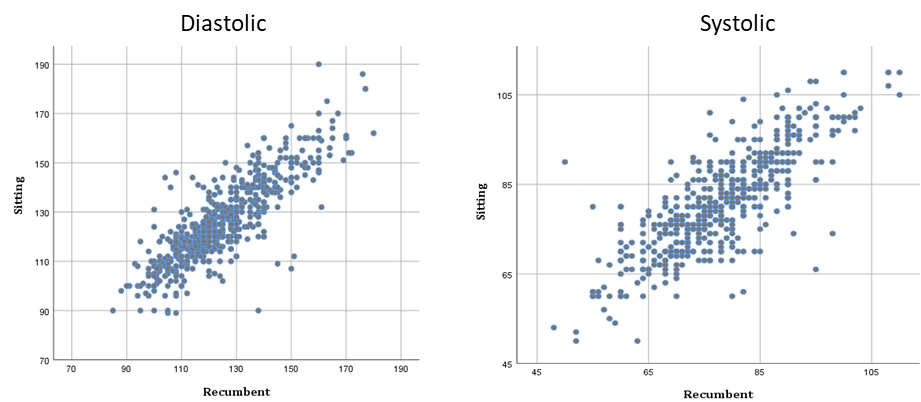 Diastolic
190
170
150
130
110
90
70
70 90 110 130 150 170 190
Sitting
Recumbent
Systolic
105
85
65
45
45 65 85 105
Sitting
Recumbent